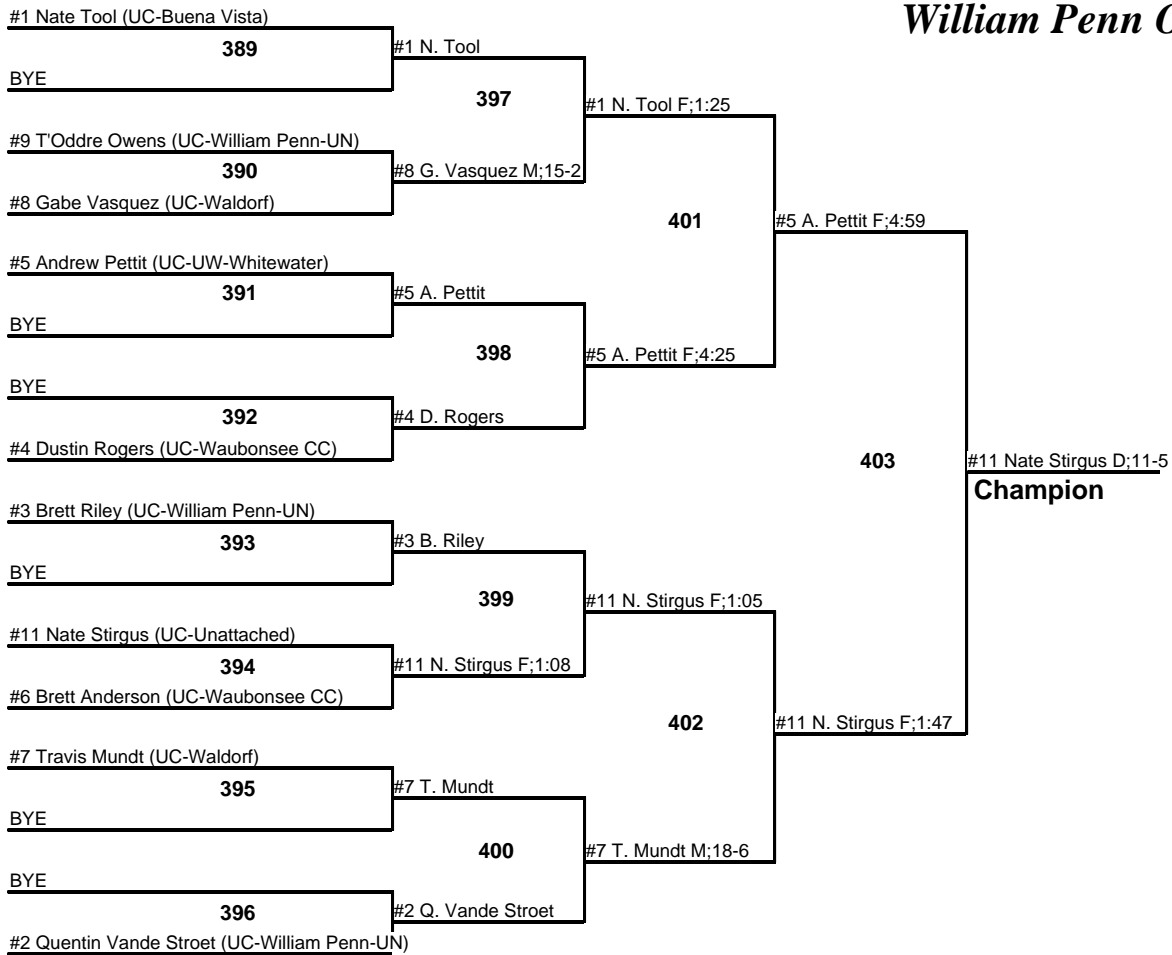 William Penn O
#1 Nate Tool (UC-Buena Vista)
389
BYE
#1 N. Tool
397
#9 T'Oddre Owens (UC-William Penn-UN)
390
#8 Gabe Vasquez (UC-Waldorf)
#8 G. Vasquez M;15-2
#1 N. Tool F;1:25
401
#5 Andrew Pettit (UC-UW-Whitewater)
391
BYE
#5 A. Pettit
398
BYE
392
#4 Dustin Rogers (UC-Waubonsee CC)
#4 D. Rogers
#5 A. Pettit F;4:25
#5 A. Pettit F;4:59
403
#3 Brett Riley (UC-William Penn-UN)
393
BYE
#3 B. Riley
399
#11 Nate Stirgus (UC-Unattached)
394
#6 Brett Anderson (UC-Waubonsee CC)
#11 N. Stirgus F;1:08
#11 N. Stirgus F;1:05
402
#7 Travis Mundt (UC-Waldorf)
395
BYE
#7 T. Mundt
400
BYE
396
#2 Quentin Vande Stroet (UC-William Penn-UN)
#2 Q. Vande Stroet
#7 T. Mundt M;18-6
#11 N. Stirgus F;1:47
#11 Nate Stirgus D;11-5
Champion